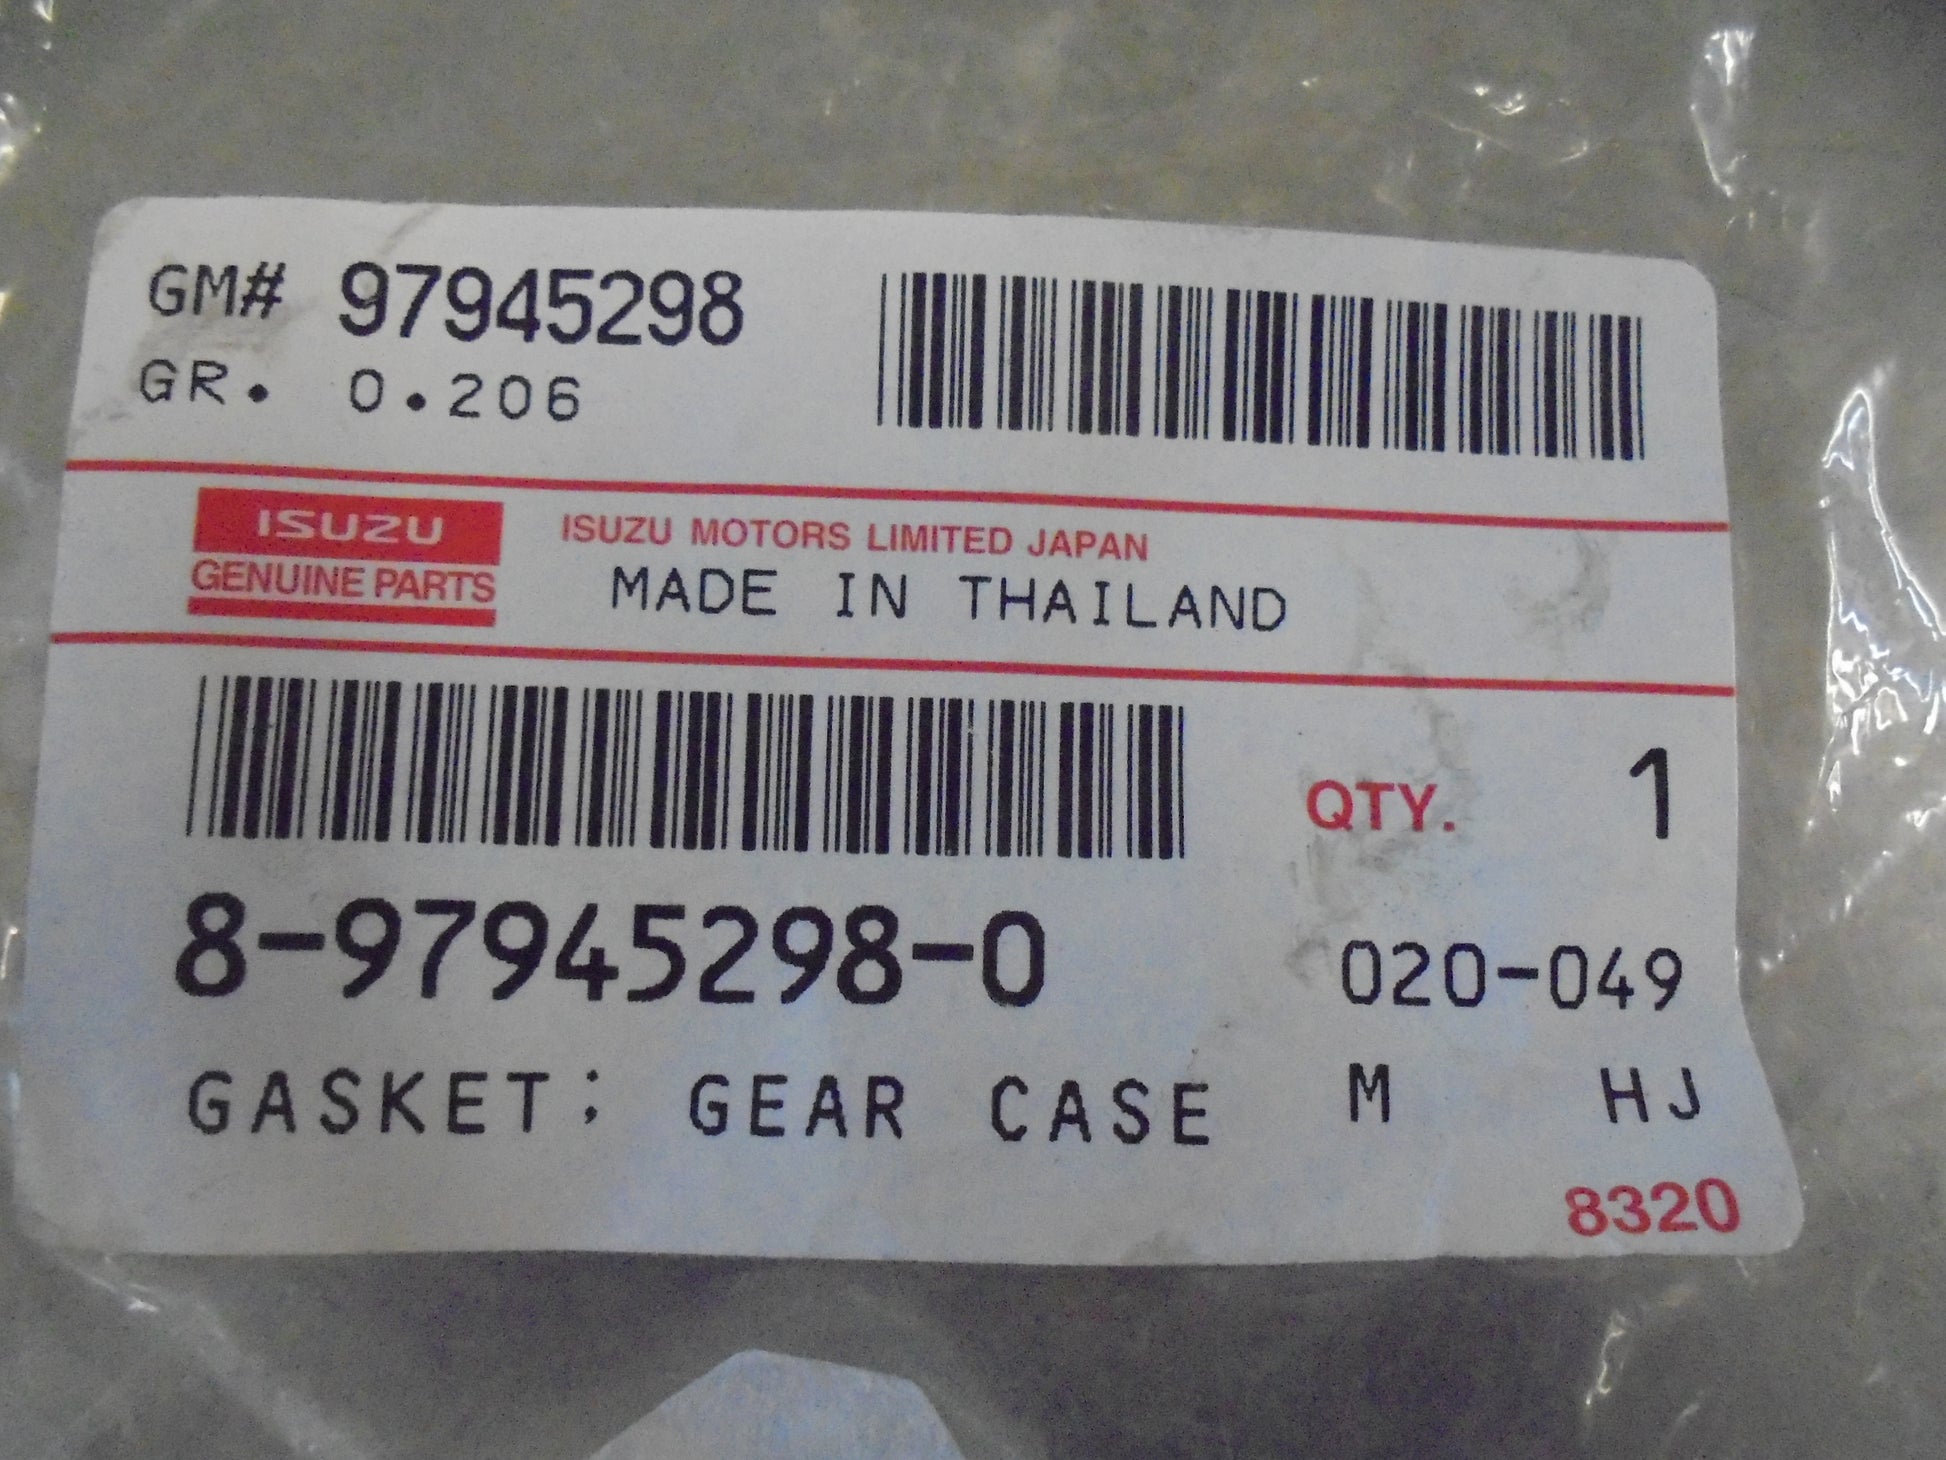 GM# 97945298
GR. 0.206
ISUZU
GENUINE PARTS
ISUZU MOTORS LIMITED JAPAN
MADE IN THAILAND
QTY. 1
8-97945298-0 020-049
GASKET; GEAR CASE M HJ
8320